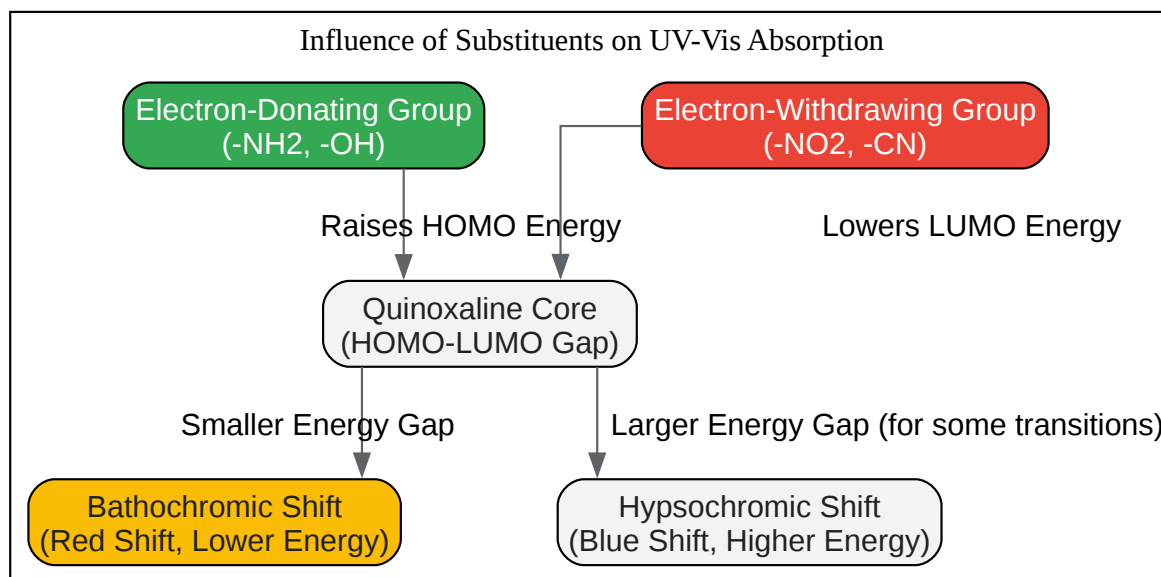 Influence of Substituents on UV-Vis Absorption
Electron-Donating Group
(-NH2, -OH)
Electron-Withdrawing Group
(-NO2, -CN)
Raises HOMO Energy
Lowers LUMO Energy
Quinoxaline Core
(HOMO-LUMO Gap)
Smaller Energy Gap
Larger Energy Gap (for some transitions)
Bathochromic Shift
(Red Shift, Lower Energy)
Hypsochromic Shift
(Blue Shift, Higher Energy)